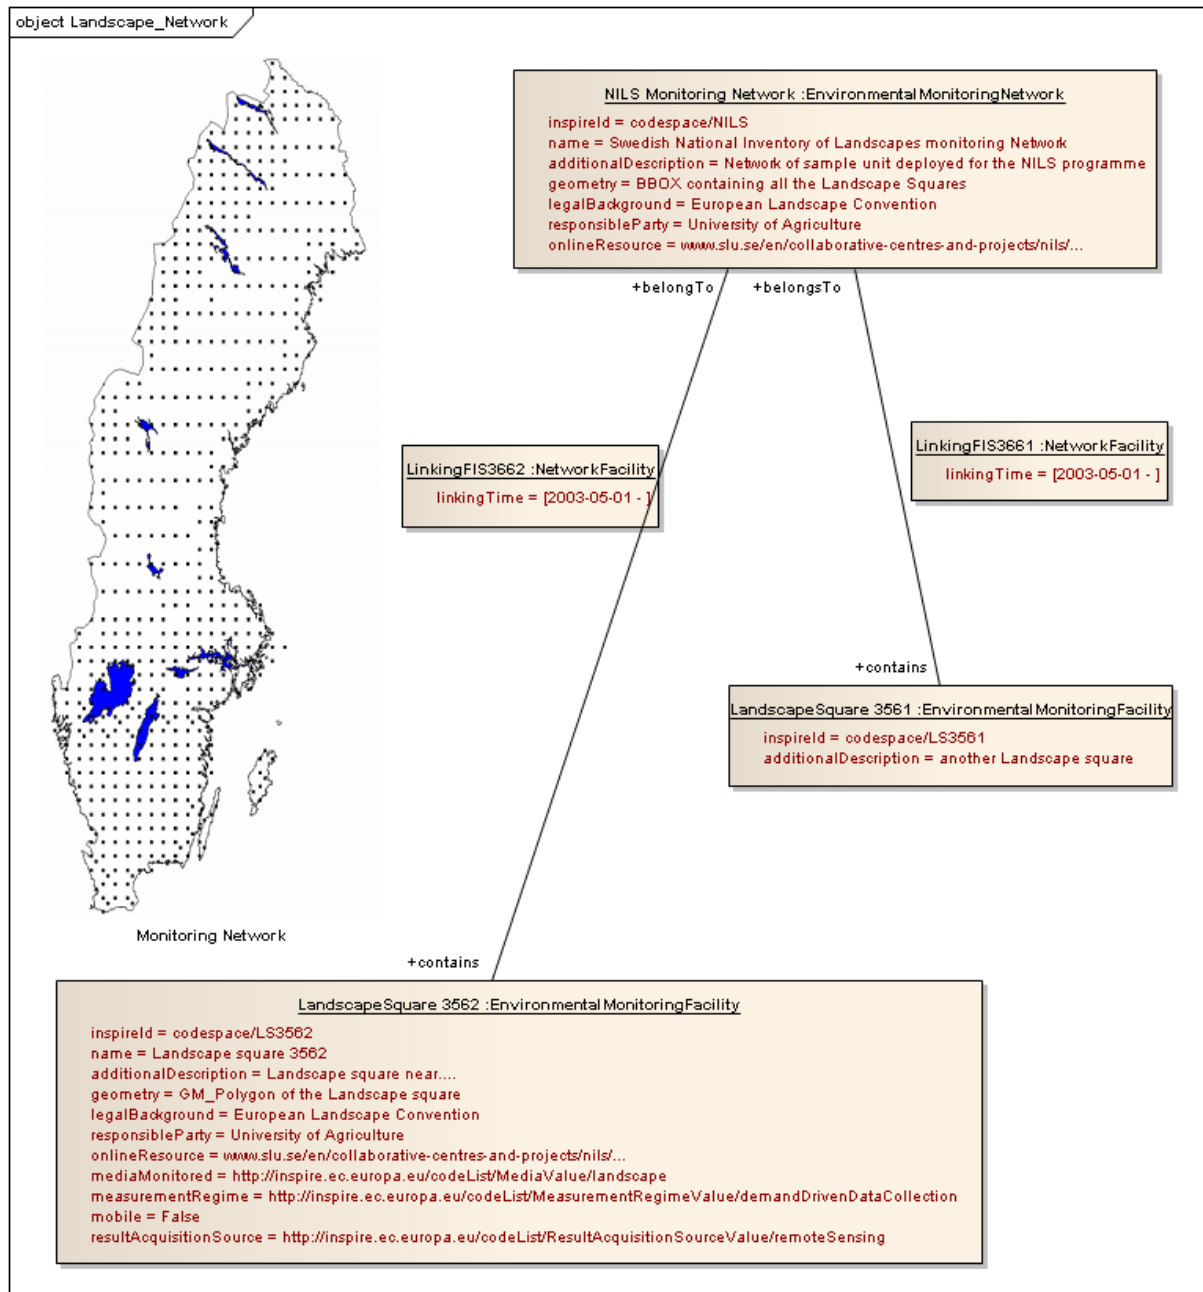 object Landscape_Network
NILS Monitoring Network :EnvironmentalMonitoringNetwork
inspireId = codespace/NILS
name = Swedish National Inventory of Landscapes monitoring Network
additionalDescription = Network of sample unit deployed for the NILS programme
geometry = BBOX containing all the Landscape Squares
legalBackground = European Landscape Convention
responsibleParty = University of Agriculture
onlineResource = www.slu.se/en/collaborative-centres-and-projects/nils/...
+belongTo
+belongsTo
LinkingFIS3662 :NetworkFacility
linkingTime = [2003-05-01 - ]
LinkingFIS3661 :NetworkFacility
linkingTime = [2003-05-01 - ]
+contains
LandscapeSquare 3561 :EnvironmentalMonitoringFacility
inspireId = codespace/LS3561
additionalDescription = another Landscape square
Monitoring Network
+contains
LandscapeSquare 3562 :EnvironmentalMonitoringFacility
inspireId = codespace/LS3562
name = Landscape square 3562
additionalDescription = Landscape square near....
geometry = GM_Polygon of the Landscape square
legalBackground = European Landscape Convention
responsibleParty = University of Agriculture
onlineResource = www.slu.se/en/collaborative-centres-and-projects/nils/...
mediaMonitored = http://inspire.ec.europa.eu/codeList/MediaValue/landscape
measurementRegime = http://inspire.ec.europa.eu/codeList/MeasurementRegimeValue/demandDrivenDataCollection
mobile = False
resultAcquisitionSource = http://inspire.ec.europa.eu/codeList/ResultAcquisitionSourceValue/remoteSensing